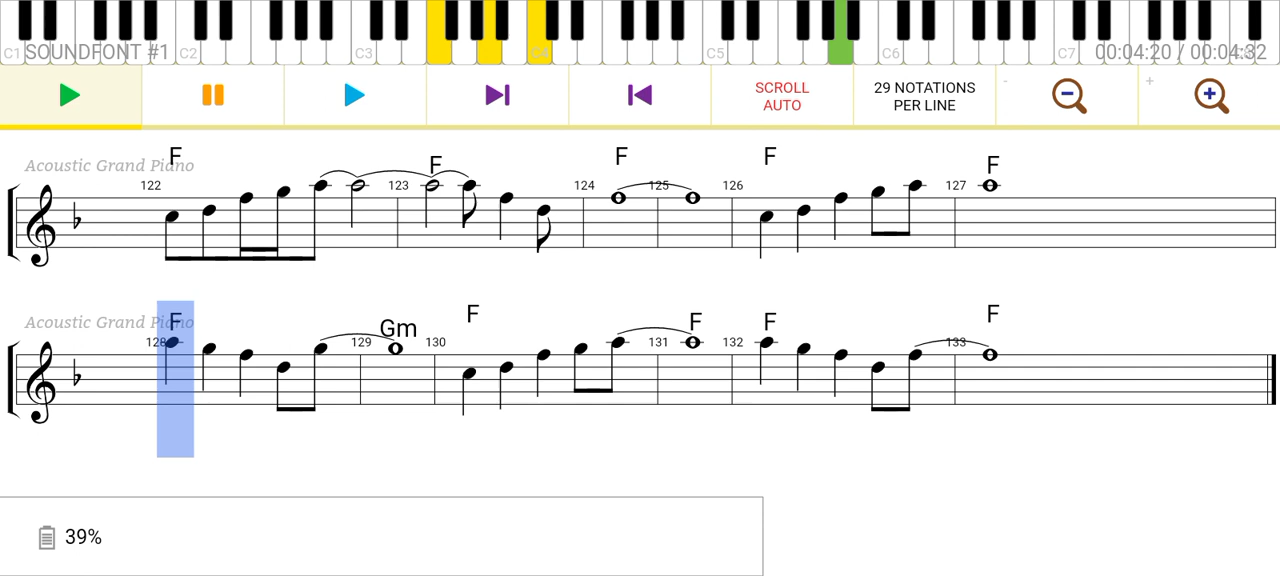 C1 C2 C3 C4 C5 C6 C7
SOUNDFONT #1
00:04:20 / 00:04:32
SCROLL
AUTO
29 NOTATIONS
PER LINE
-
+
Acoustic Grand Piano
F F F F F
122 123 124 125 126 127
Acoustic Grand Piano
F Gm F F F F
128 129 130 131 132 133
39%